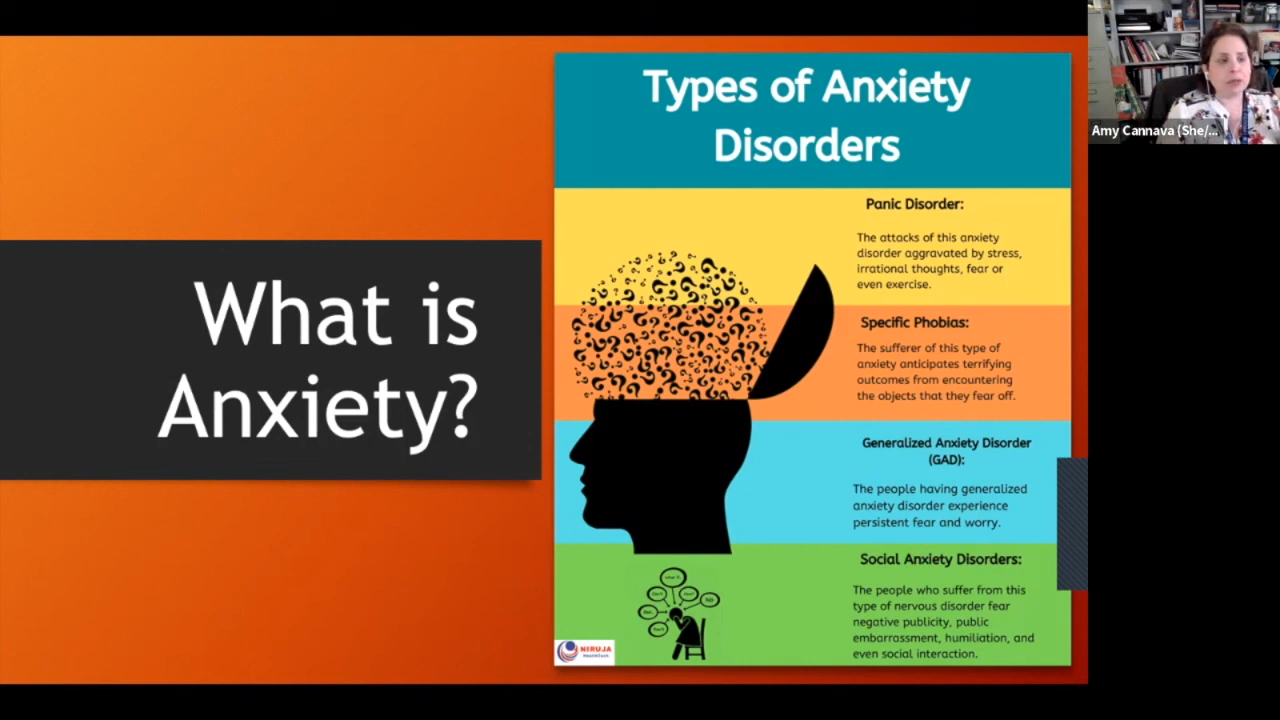 What is
Anxiety?
Types of Anxiety
Disorders
Panic Disorder:
The attacks of this anxiety
disorder aggravated by stress,
irrational thoughts, fear or
even exercise.
Specific Phobias:
The sufferer of this type of
anxiety anticipates terrifying
outcomes from encountering
the objects that they fear off.
Generalized Anxiety Disorder
(GAD):
The people having generalized
anxiety disorder experience
persistent fear and worry.
Social Anxiety Disorders:
The people who suffer from this
type of nervous disorder fear
negative publicity, public
embarrassment, humiliation, and
even social interaction.
NIRUJA
Amy Cannava (She/...